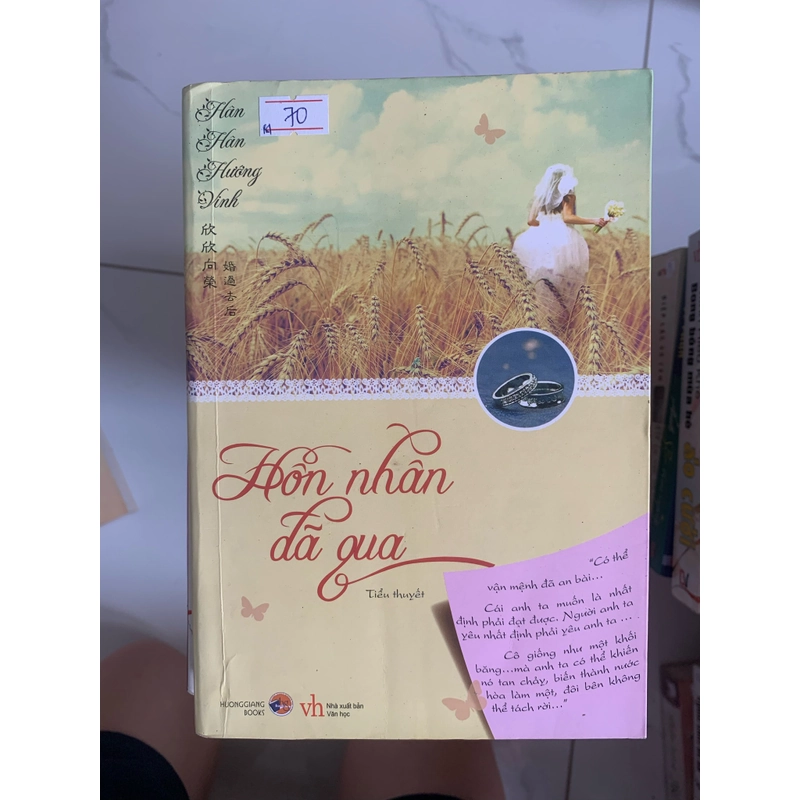 Hân
Hân
Hướng
Vinh
欣欣向榮
婚過去后
70
Hôn nhân
đã qua
Tiểu thuyết
"Có thể
vận mệnh đã an bài...
Cái anh ta muốn là nhất
định phải đạt được. Người anh ta
yêu nhất định phải yêu anh ta ...
Cô giống như một khối
băng...mà anh ta có thể khiến
nó tan chảy, biến thành nước
hòa làm một, đôi bên không
thể tách rời..."
HUONGGIANG
BOOKS
vh
Nhà xuất bản
Văn học